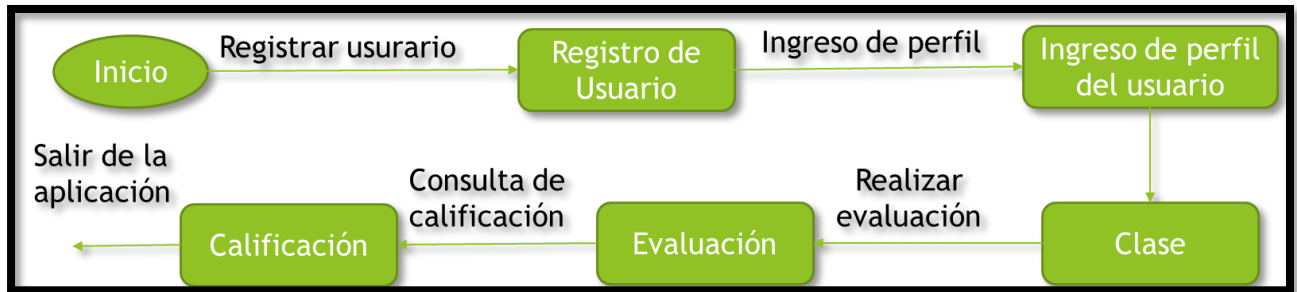 Inicio
Registrar usurario
Registro de
Usuario
Ingreso de perfil
Ingreso de perfil
del usuario
Clase
Realizar
evaluación
Evaluación
Consulta de
calificación
Calificación
Salir de la
aplicación